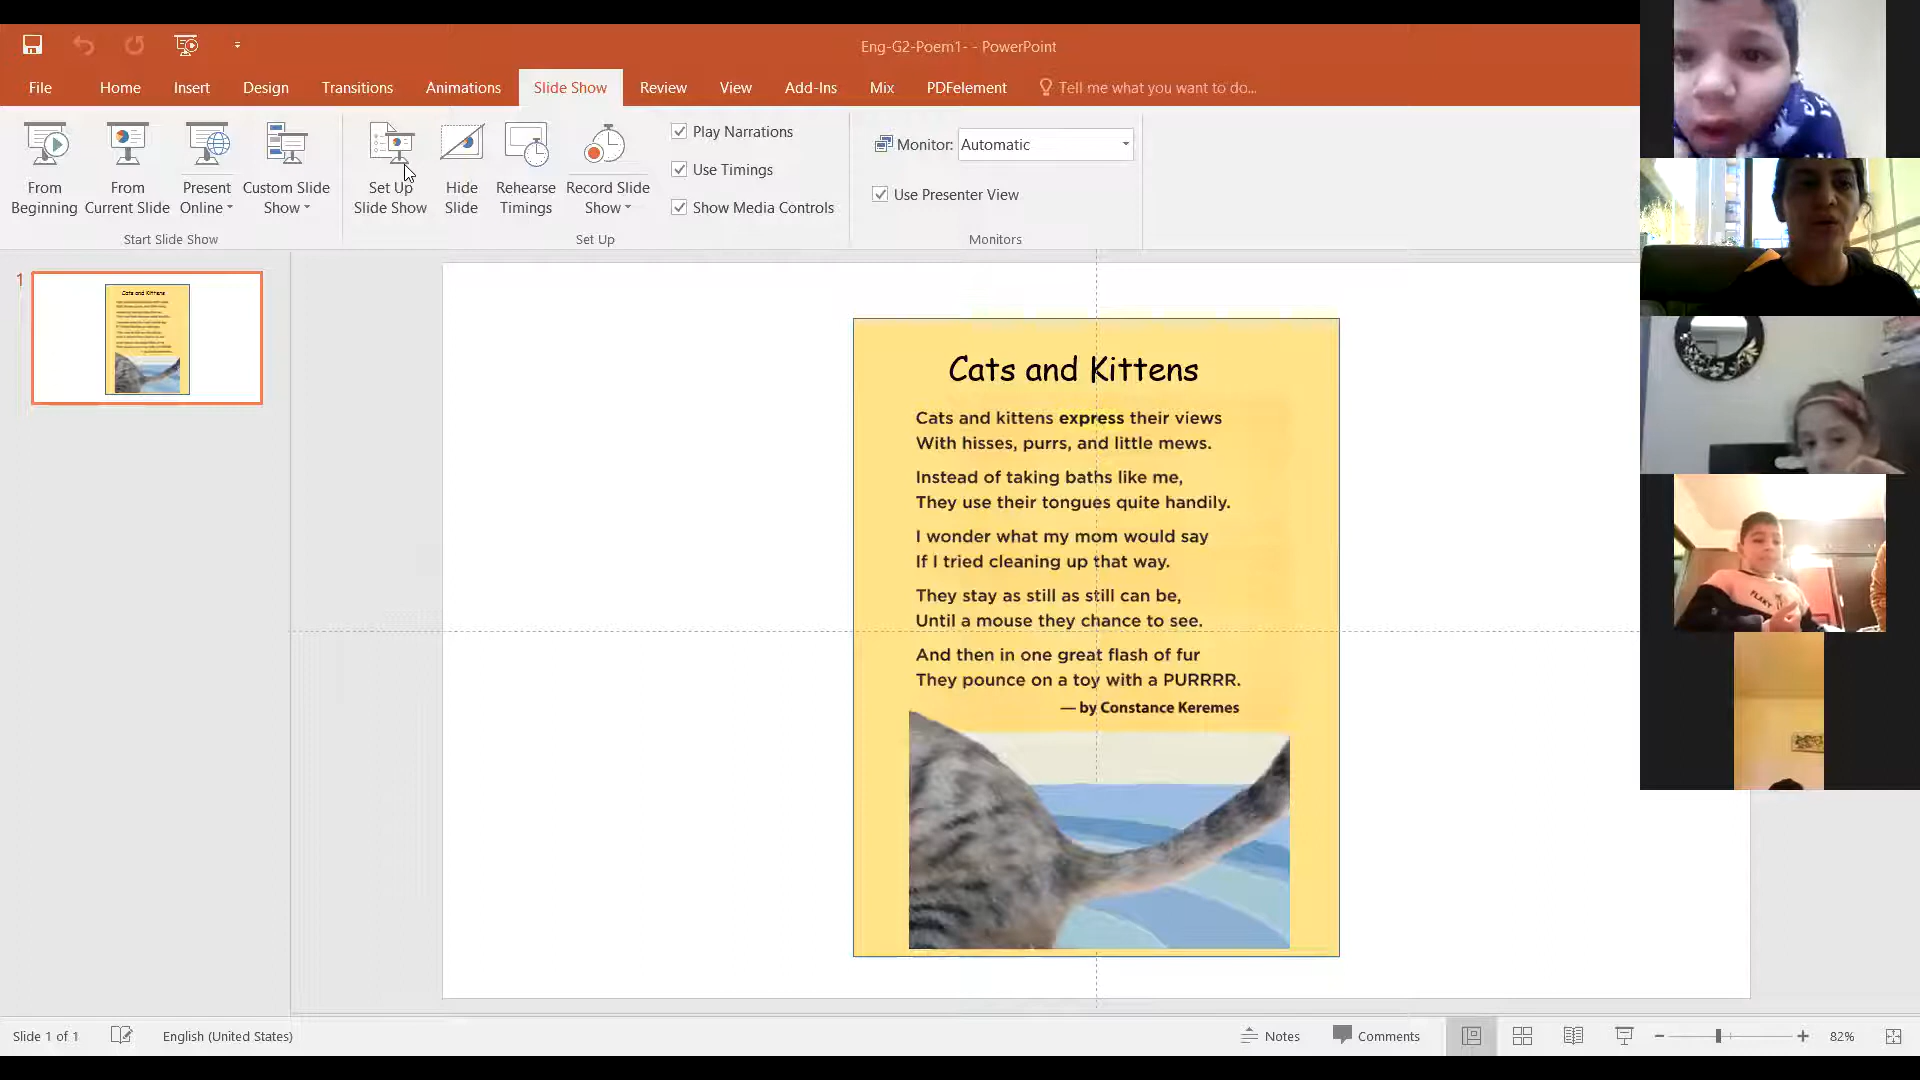 Eng-G2-Poem1- - PowerPoint
File Home Insert Design Transitions Animations Slide Show Review View Add-Ins Mix PDFelement Tell me what you want to do...
From Beginning
From Current Slide
Present Online
Custom Slide Show
Start Slide Show
Set Up Slide Show
Hide Slide
Rehearse Timings
Record Slide Show
Play Narrations
Use Timings
Show Media Controls
Set Up
Monitor: Automatic
Use Presenter View
Monitors
1
Cats and Kittens
Cats and Kittens
Cats and kittens express their views
With hisses, purrs, and little mews.
Instead of taking baths like me,
They use their tongues quite handily.
I wonder what my mom would say
If I tried cleaning up that way.
They stay as still as still can be,
Until a mouse they chance to see.
And then in one great flash of fur
They pounce on a toy with a PURRRR.
— by Constance Keremes
FLAKY
Slide 1 of 1 English (United States) Notes Comments 82%